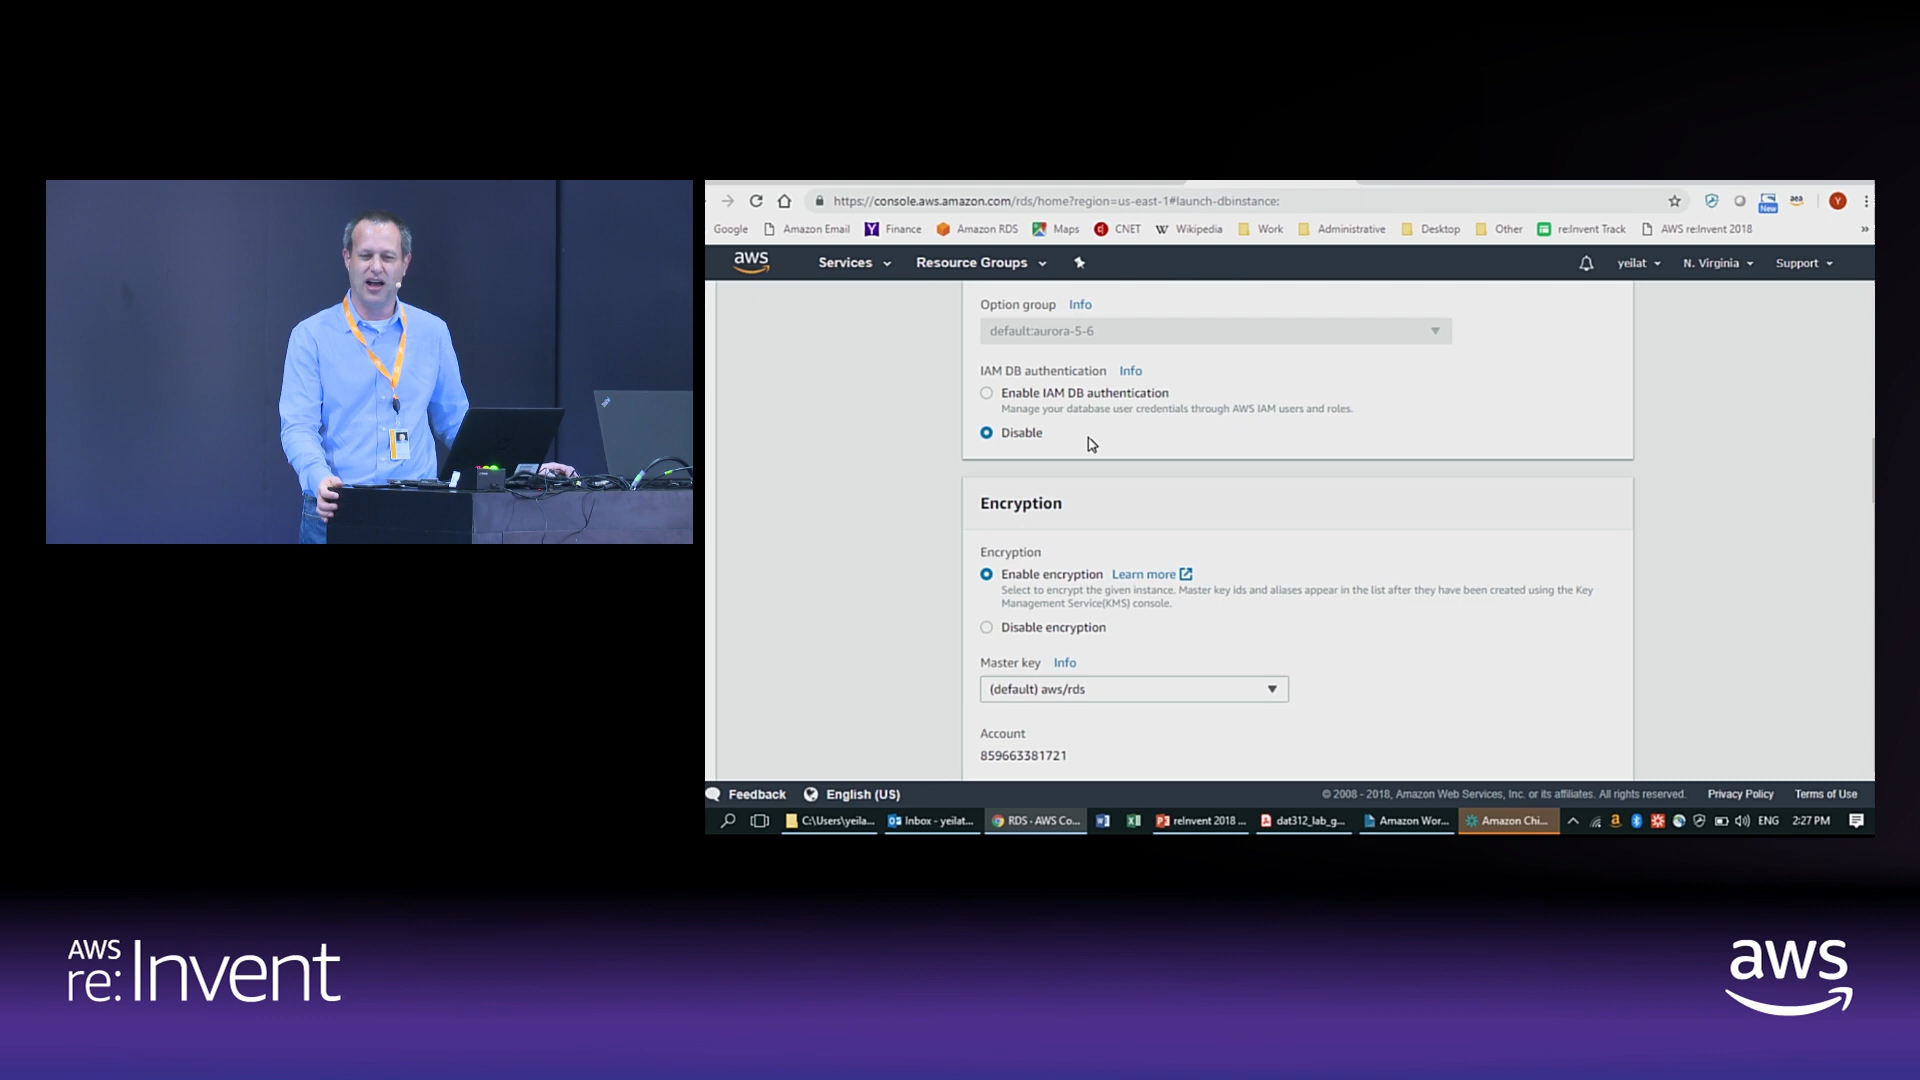 https://console.aws.amazon.com/rds/home?region=us-east-1#launch-dbinstance:
New
Y
Google Amazon Email Finance Amazon RDS Maps CNET W Wikipedia Work Administrative Desktop Other re:Invent Track AWS re:Invent 2018 »
aws Services Resource Groups yeilat N. Virginia Support
Option group Info
default:aurora-5-6
IAM DB authentication Info
Enable IAM DB authentication
Manage your database user credentials through AWS IAM users and roles.
Disable
Encryption
Encryption
Enable encryption Learn more
Select to encrypt the given instance. Master key ids and aliases appear in the list after they have been created using the Key
Management Service(KMS) console.
Disable encryption
Master key Info
(default) aws/rds
Account
859663381721
Feedback English (US) © 2008 - 2018, Amazon Web Services, Inc. or its affiliates. All rights reserved. Privacy Policy Terms of Use
C:\Users\yeila... Inbox - yeilat... RDS - AWS Co... reInvent 2018 ... dat312_lab_g... Amazon Wor... Amazon Chi... ENG 2:27 PM
AWS
re:Invent
aws